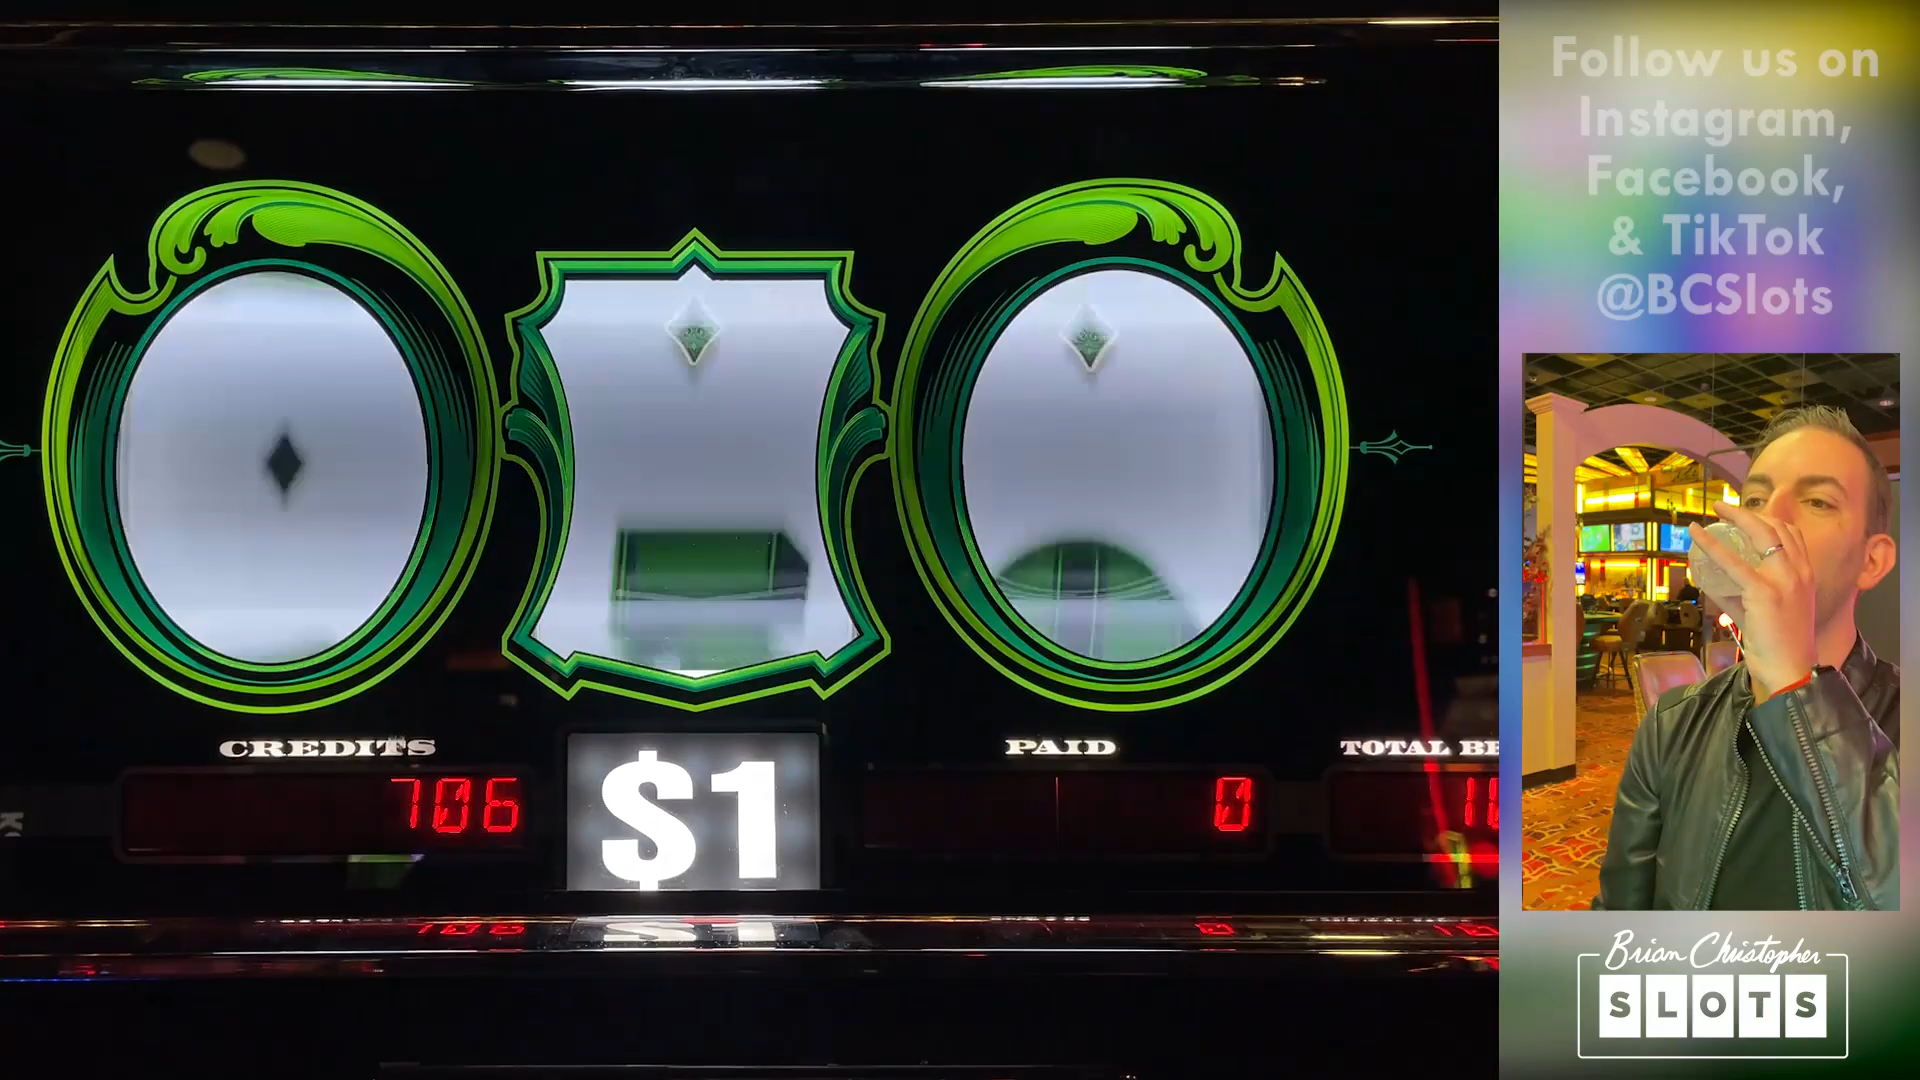 Follow us on
Instagram,
Facebook,
& TikTok
@BCSlots
CREDITS
PAID
706
$1
0
Brian Christopher
SLOTS